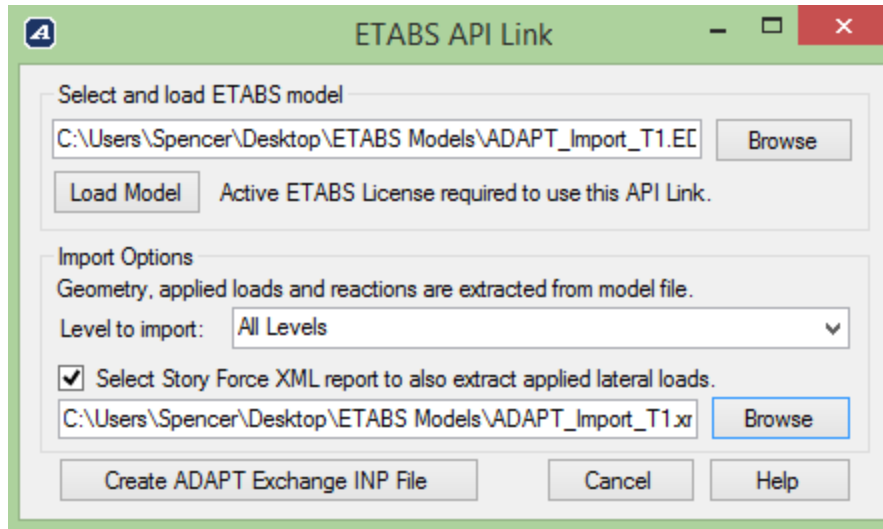 ETABS API Link
Select and load ETABS model
C:\Users\Spencer\Desktop\ETABS Models\ADAPT_Import_T1.ED
Browse
Load Model
Active ETABS License required to use this API Link.
Import Options
Geometry, applied loads and reactions are extracted from model file.
Level to import:
All Levels
Select Story Force XML report to also extract applied lateral loads.
C:\Users\Spencer\Desktop\ETABS Models\ADAPT_Import_T1.xr
Browse
Create ADAPT Exchange INP File
Cancel
Help